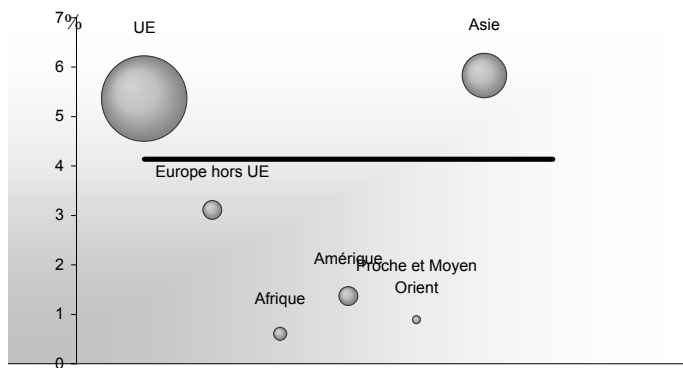 7%
UE
Asie
6
5
4
Europe hors UE
3
2
Amérique
Proche et Moyen
Orient
Afrique
1
0